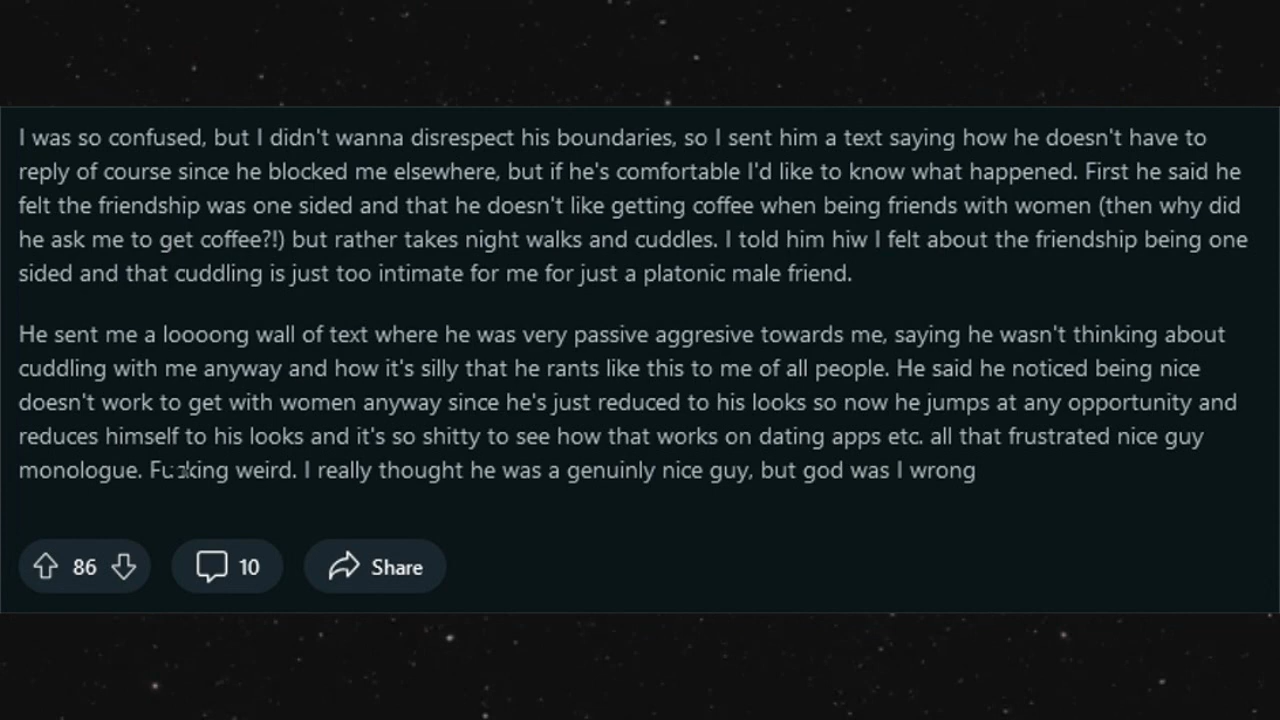 I was so confused, but I didn't wanna disrespect his boundaries, so I sent him a text saying how he doesn't have to
reply of course since he blocked me elsewhere, but if he's comfortable I'd like to know what happened. First he said he
felt the friendship was one sided and that he doesn't like getting coffee when being friends with women (then why did
he ask me to get coffee?!) but rather takes night walks and cuddles. I told him hiw I felt about the friendship being one
sided and that cuddling is just too intimate for me for just a platonic male friend.
He sent me a loooong wall of text where he was very passive aggresive towards me, saying he wasn't thinking about
cuddling with me anyway and how it's silly that he rants like this to me of all people. He said he noticed being nice
doesn't work to get with women anyway since he's just reduced to his looks so now he jumps at any opportunity and
reduces himself to his looks and it's so shitty to see how that works on dating apps etc. all that frustrated nice guy
monologue. weird. I really thought he was a genuinly nice guy, but god was I wrong
86 10 Share